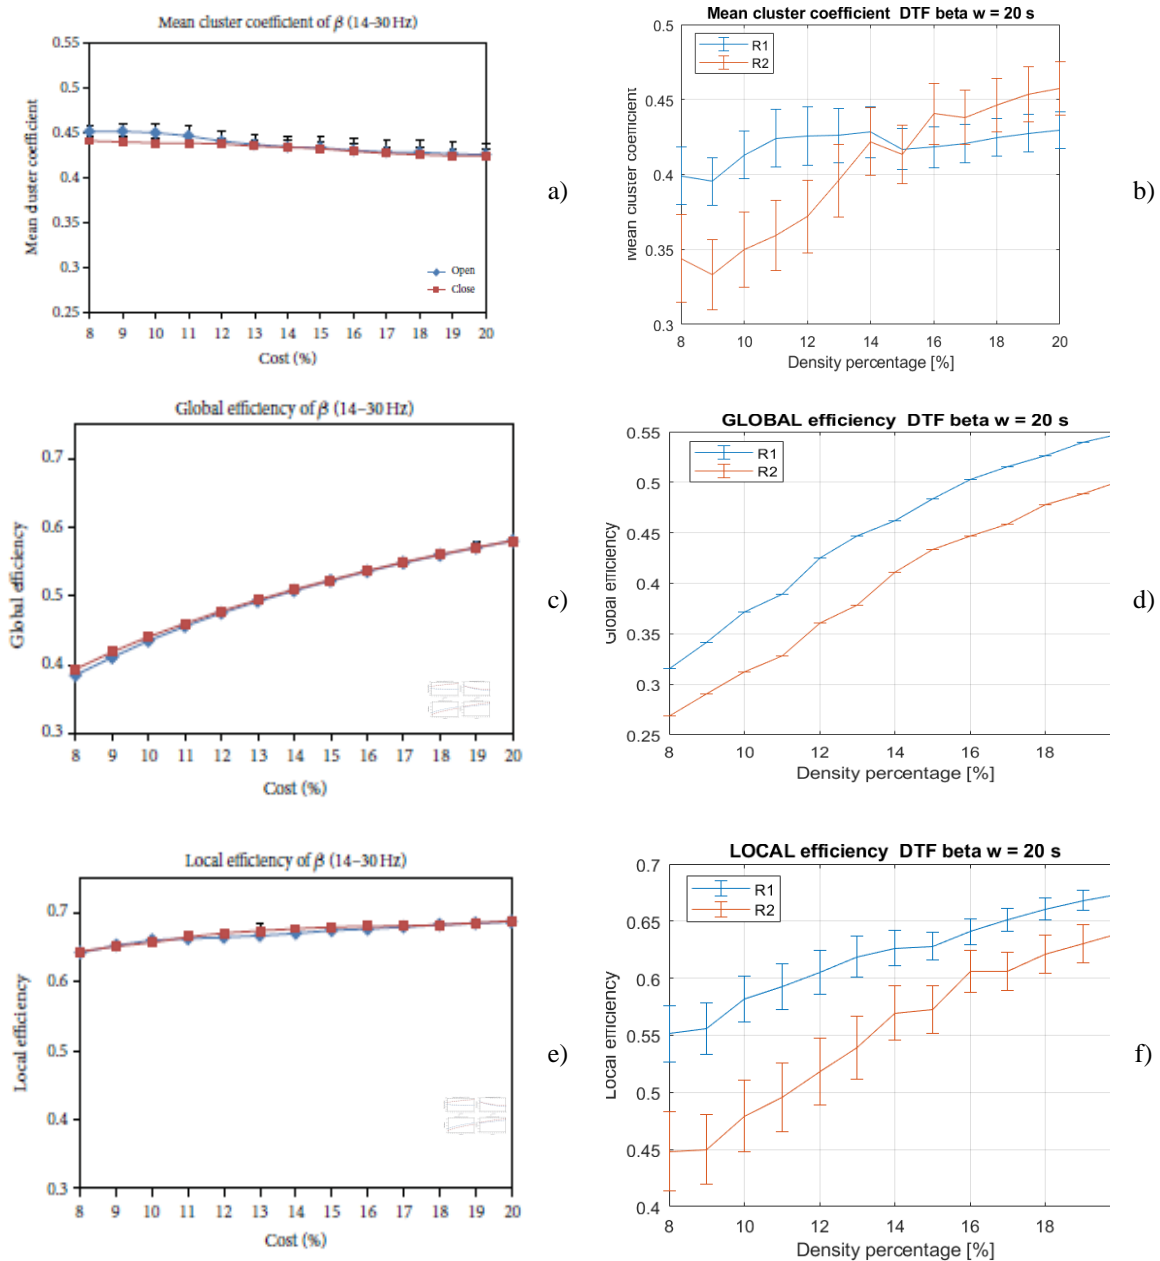 Mean cluster coefficient of β (14–30 Hz)
0.55
0.5
0.45
0.4
0.35
0.3
0.25
Mean cluster coefficient
Open
Close
8 9 10 11 12 13 14 15 16 17 18 19 20
Cost (%)
a)
Mean cluster coefficient DTF beta w = 20 s
0.5
0.45
0.4
0.35
0.3
Mean cluster coefficient
R1
R2
8 10 12 14 16 18 20
Density percentage [%]
b)
Global efficiency of β (14–30 Hz)
0.7
0.6
0.5
0.4
0.3
Global efficiency
8 9 10 11 12 13 14 15 16 17 18 19 20
Cost (%)
c)
GLOBAL efficiency DTF beta w = 20 s
0.55
0.5
0.45
0.4
0.35
0.3
0.25
Global efficiency
R1
R2
8 10 12 14 16 18
Density percentage [%]
d)
Local efficiency of β (14–30 Hz)
0.7
0.6
0.5
0.4
0.3
Local efficiency
8 9 10 11 12 13 14 15 16 17 18 19 20
Cost (%)
e)
LOCAL efficiency DTF beta w = 20 s
0.7
0.65
0.6
0.55
0.5
0.45
0.4
Local efficiency
R1
R2
8 10 12 14 16 18
Density percentage [%]
f)